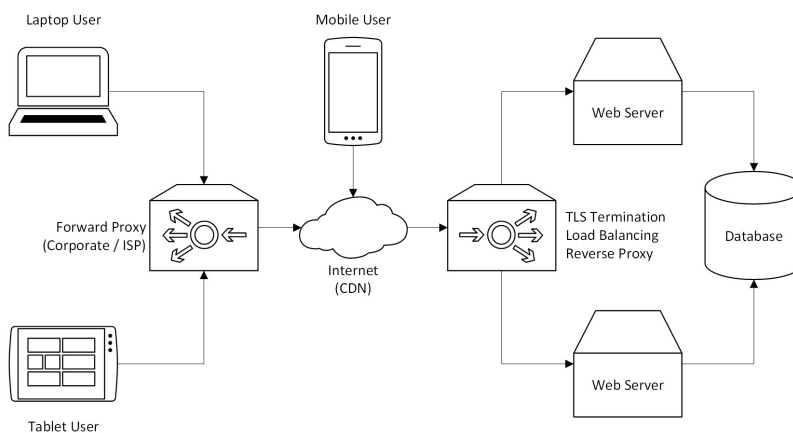 Laptop User
Mobile User
Web Server
Forward Proxy
(Corporate / ISP)
Internet
(CDN)
TLS Termination
Load Balancing
Reverse Proxy
Database
Web Server
Tablet User